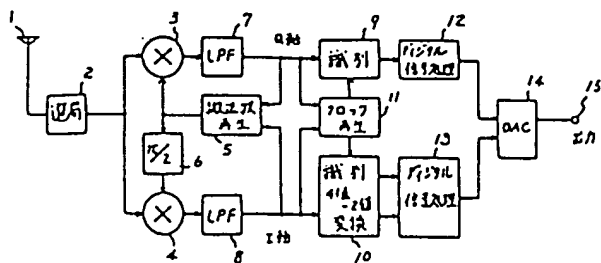 1
2
選局
3
4
5
再生
6
π/2
7
LPF
8
LPF
Q軸
I軸
9
識別
10
識別
4値
-2値
変換
11
クロック
再生
12
ディジタル
信号処理
13
ディジタル
信号処理
14
DAC
15
出力